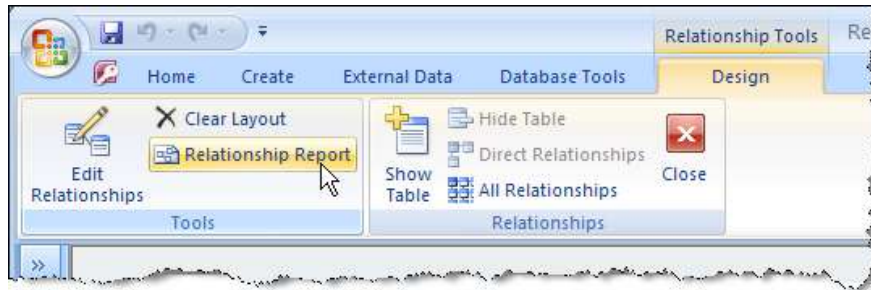 Relationship Tools Re
Home Create External Data Database Tools Design
Edit Relationships
Clear Layout
Relationship Report
Tools
Show Table
Hide Table
Direct Relationships
All Relationships
Close
Relationships